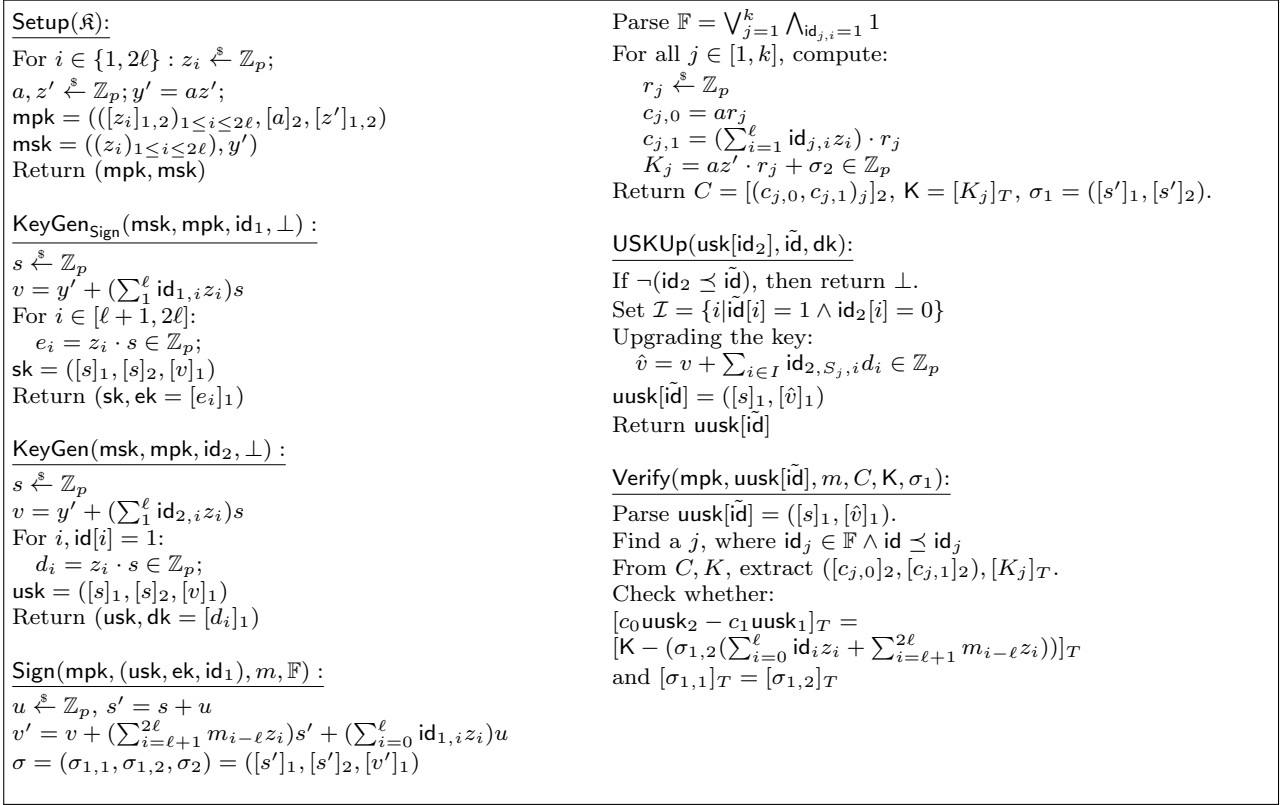 Setup(𝔎):
For i ∈ {1, 2ℓ} : z_i ←$ ℤ_p;
a, z′ ←$ ℤ_p; y′ = az′;
mpk = (([z_i]_{1,2})_{1≤i≤2ℓ}, [a]_2, [z′]_{1,2})
msk = ((z_i)_{1≤i≤2ℓ}), y′)
Return (mpk, msk)
KeyGen_Sign(msk, mpk, id_1, ⊥) :
s ←$ ℤ_p
v = y′ + (∑_1^ℓ id_{1,i}z_i)s
For i ∈ [ℓ + 1, 2ℓ]:
e_i = z_i · s ∈ ℤ_p;
sk = ([s]_1, [s]_2, [v]_1)
Return (sk, ek = [e_i]_1)
KeyGen(msk, mpk, id_2, ⊥) :
s ←$ ℤ_p
v = y′ + (∑_1^ℓ id_{2,i}z_i)s
For i, id[i] = 1:
d_i = z_i · s ∈ ℤ_p;
usk = ([s]_1, [s]_2, [v]_1)
Return (usk, dk = [d_i]_1)
Sign(mpk, (usk, ek, id_1), m, 𝔽) :
u ←$ ℤ_p, s′ = s + u
v′ = v + (∑_{i=ℓ+1}^{2ℓ} m_{i−ℓ}z_i)s′ + (∑_{i=0}^ℓ id_{1,i}z_i)u
σ = (σ_{1,1}, σ_{1,2}, σ_2) = ([s′]_1, [s′]_2, [v′]_1)
Parse 𝔽 = ⋁_{j=1}^k ⋀_{id_{j,i}=1} 1
For all j ∈ [1, k], compute:
r_j ←$ ℤ_p
c_{j,0} = ar_j
c_{j,1} = (∑_{i=1}^ℓ id_{j,i}z_i) · r_j
K_j = az′ · r_j + σ_2 ∈ ℤ_p
Return C = [(c_{j,0}, c_{j,1})_j]_2, K = [K_j]_T, σ_1 = ([s′]_1, [s′]_2).
USKUp(usk[id_2], ĩd, dk):
If ¬(id_2 ⪯ ĩd), then return ⊥.
Set ℐ = {i|ĩd[i] = 1 ∧ id_2[i] = 0}
Upgrading the key:
v̂ = v + ∑_{i∈I} id_{2,S_j,i}d_i ∈ ℤ_p
uusk[ĩd] = ([s]_1, [v̂]_1)
Return uusk[ĩd]
Verify(mpk, uusk[ĩd], m, C, K, σ_1):
Parse uusk[ĩd] = ([s]_1, [v̂]_1).
Find a j, where id_j ∈ 𝔽 ∧ id ⪯ id_j
From C, K, extract ([c_{j,0}]_2, [c_{j,1}]_2), [K_j]_T.
Check whether:
[c_0uusk_2 − c_1uusk_1]_T =
[K − (σ_{1,2}(∑_{i=0}^ℓ id_iz_i + ∑_{i=ℓ+1}^{2ℓ} m_{i−ℓ}z_i))]_T
and [σ_{1,1}]_T = [σ_{1,2}]_T